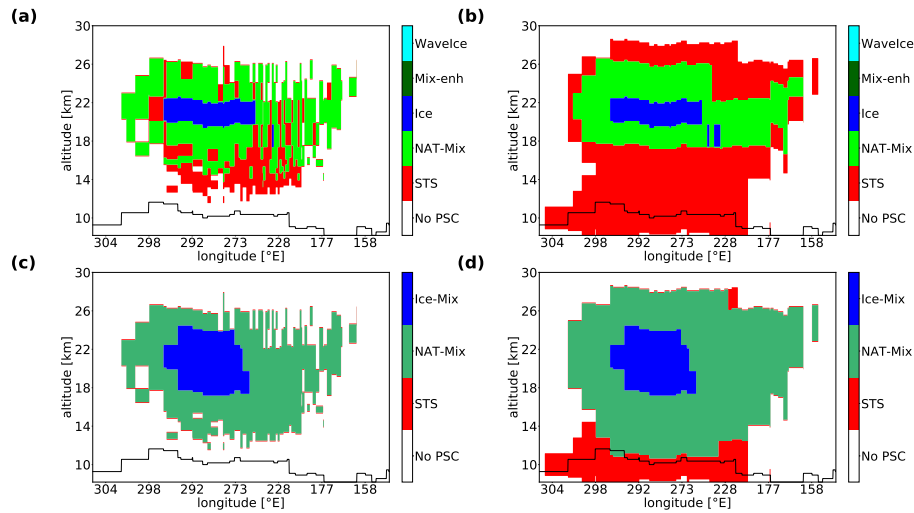 (a)
30
26
22
18
14
10
altitude [km]
304 298 292 273 237 177 158
longitude [°E]
WaveIce
Mix-enh
Ice
NAT-Mix
STS
No PSC
(b)
30
26
22
18
14
10
altitude [km]
304 298 292 273 237 177 158
longitude [°E]
WaveIce
Mix-enh
Ice
NAT-Mix
STS
No PSC
(c)
30
26
22
18
14
10
altitude [km]
304 298 292 273 237 177 158
longitude [°E]
Ice-Mix
NAT-Mix
STS
No PSC
(d)
30
26
22
18
14
10
altitude [km]
304 298 292 273 237 177 158
longitude [°E]
Ice-Mix
NAT-Mix
STS
No PSC